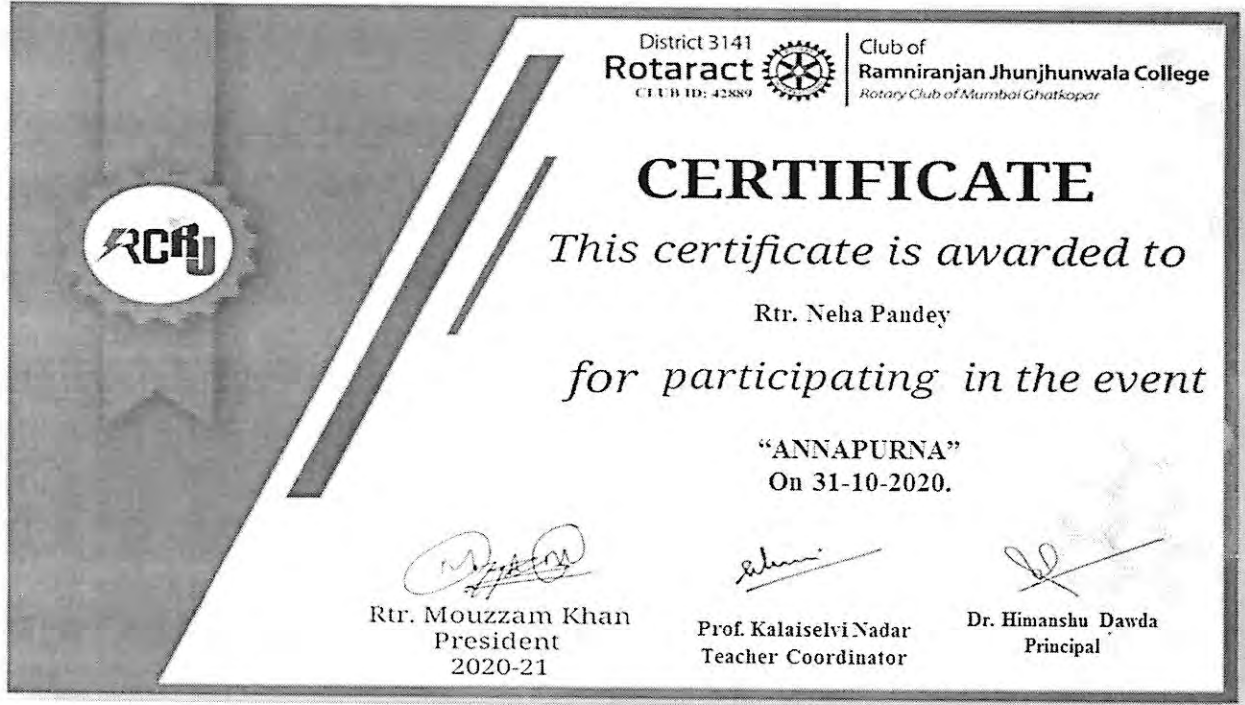 District 3141
Rotaract
CLUB ID: 42889
Club of
Ramniranjan Jhunjhunwala College
Rotary Club of Mumbai Ghatkopar
RCRJ
CERTIFICATE
This certificate is awarded to
Rtr. Neha Pandey
for participating in the event
“ANNAPURNA”
On 31-10-2020.
Rtr. Mouzzam Khan
President
2020-21
Prof. Kalaiselvi Nadar
Teacher Coordinator
Dr. Himanshu Dawda
Principal